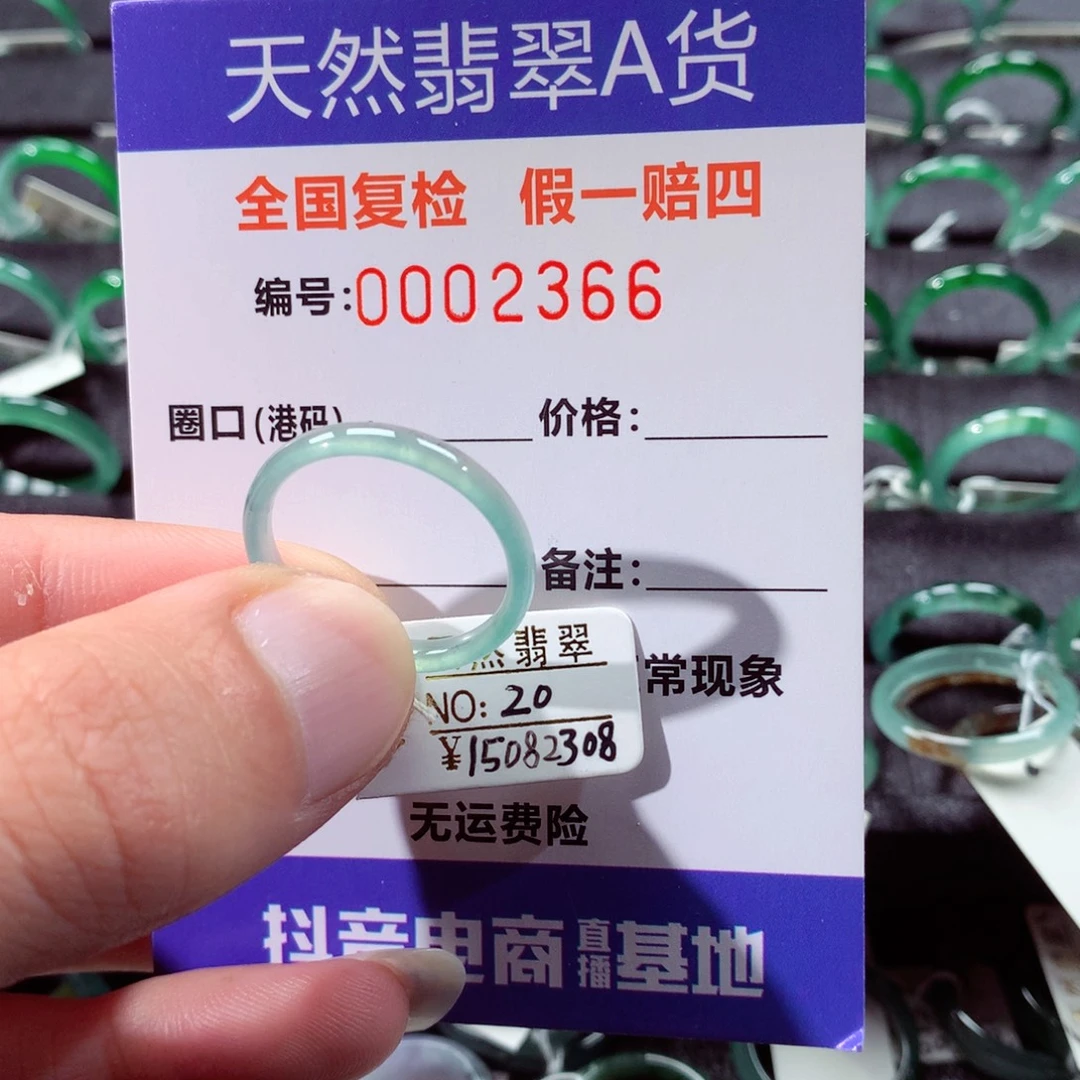 天然翡翠A货
全国复检 假一赔四
编号:0002366
圈口(港码) 价格:
备注:
然翡翠
常现象
NO: 20
¥15082308
无运费险
抖音电商直播基地